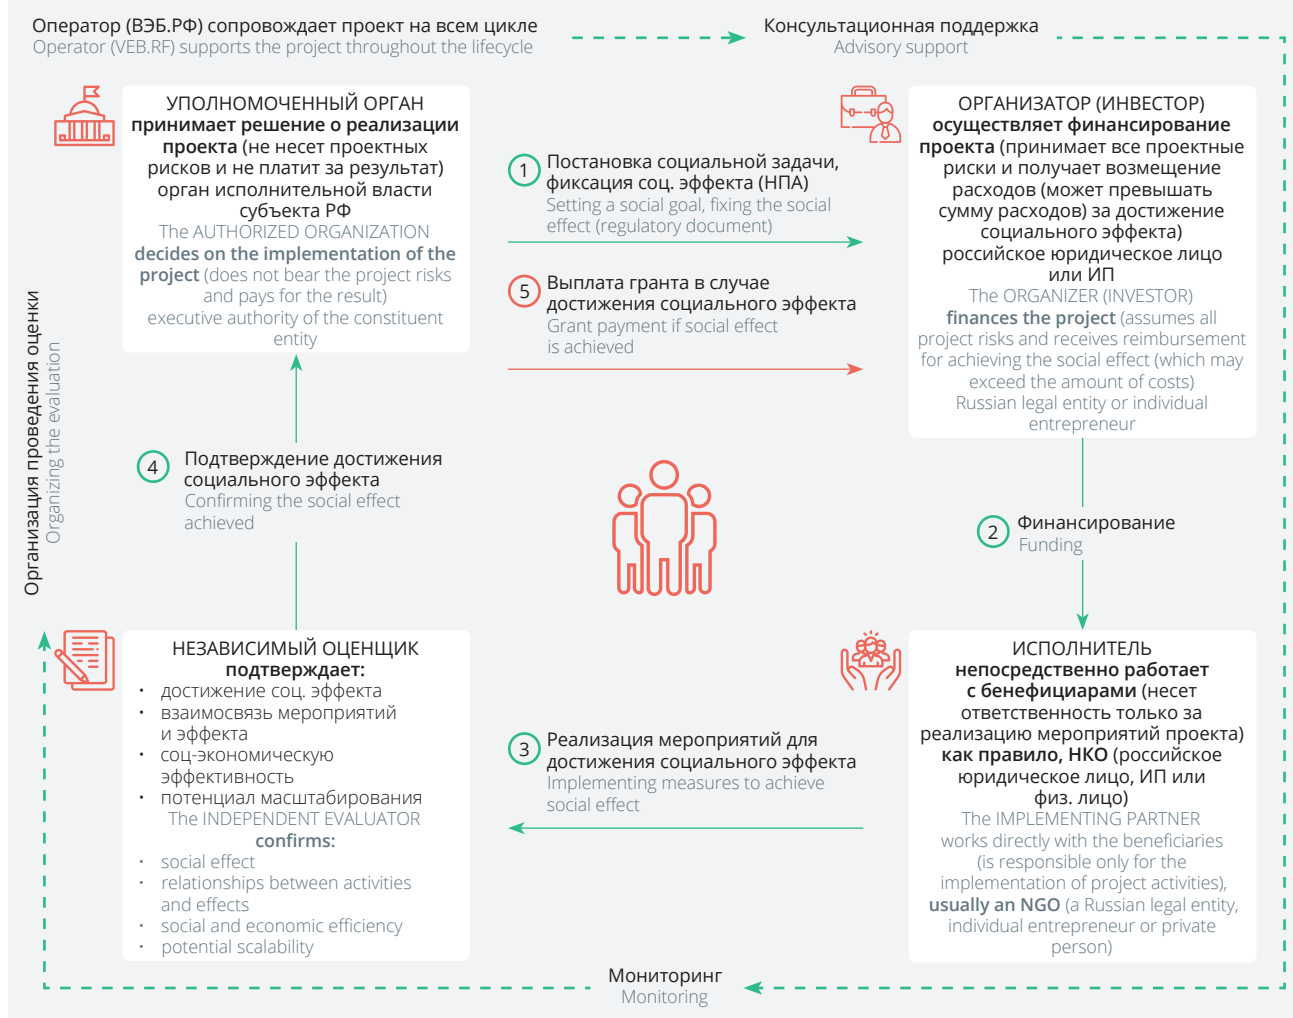 Оператор (ВЭБ.РФ) сопровождает проект на всем цикле
Operator (VEB.RF) supports the project throughout the lifecycle
Консультационная поддержка
Advisory support
УПОЛНОМОЧЕННЫЙ ОРГАН
принимает решение о реализации
проекта (не несет проектных
рисков и не платит за результат)
орган исполнительной власти
субъекта РФ
The AUTHORIZED ORGANIZATION
decides on the implementation of the
project (does not bear the project risks
and pays for the result)
executive authority of the constituent
entity
1
Постановка социальной задачи,
фиксация соц. эффекта (НПА)
Setting a social goal, fixing the social
effect (regulatory document)
5
Выплата гранта в случае
достижения социального эффекта
Grant payment if social effect
is achieved
ОРГАНИЗАТОР (ИНВЕСТОР)
осуществляет финансирование
проекта (принимает все проектные
риски и получает возмещение
расходов (может превышать
сумму расходов) за достижение
социального эффекта)
российское юридическое лицо
или ИП
The ORGANIZER (INVESTOR)
finances the project (assumes all
project risks and receives reimbursement
for achieving the social effect (which may
exceed the amount of costs)
Russian legal entity or individual
entrepreneur
Организация проведения оценки
Organizing the evaluation
4
Подтверждение достижения
социального эффекта
Confirming the social effect
achieved
2
Финансирование
Funding
НЕЗАВИСИМЫЙ ОЦЕНЩИК
подтверждает:
• достижение соц. эффекта
• взаимосвязь мероприятий
и эффекта
• соц-экономическую
эффективность
• потенциал масштабирования
The INDEPENDENT EVALUATOR
confirms:
• social effect
• relationships between activities
and effects
• social and economic efficiency
• potential scalability
3
Реализация мероприятий для
достижения социального эффекта
Implementing measures to achieve
social effect
ИСПОЛНИТЕЛЬ
непосредственно работает
с бенефициарами (несет
ответственность только за
реализацию мероприятий проекта)
как правило, НКО (российское
юридическое лицо, ИП или
физ. лицо)
The IMPLEMENTING PARTNER
works directly with the beneficiaries
(is responsible only for the
implementation of project activities),
usually an NGO (a Russian legal entity,
individual entrepreneur or private
person)
Мониторинг
Monitoring